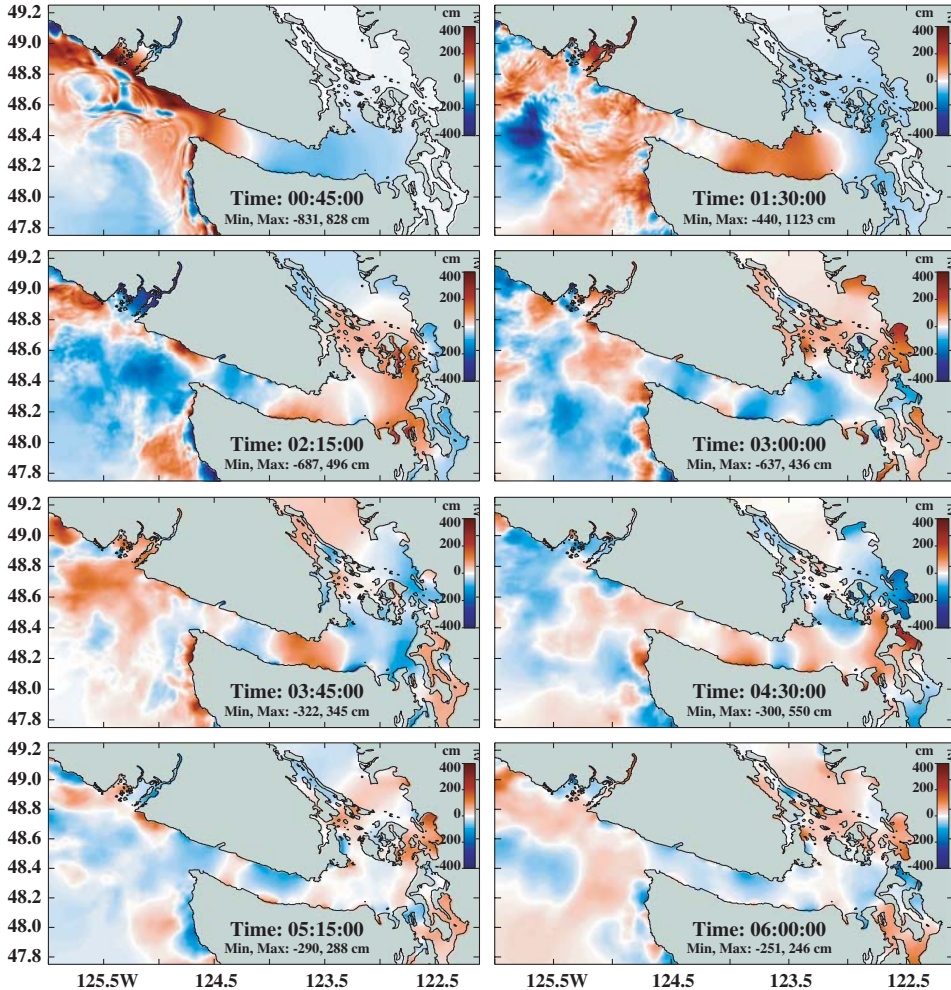 cm cm
49.2 400 400
49.0 200 200
48.8 0 0
48.6 200 200
48.4 -400 -400
48.2
48.0 Time: 00:45:00 Time: 01:30:00
47.8 Min, Max: -831, 828 cm Min, Max: -440, 1123 cm
cm cm
49.2 400 400
49.0 200 200
48.8 0 0
48.6 -200 -200
48.4 -400 -400
48.2
48.0 Time: 02:15:00 Time: 03:00:00
47.8 Min, Max: -687, 496 cm Min, Max: -637, 436 cm
cm cm
49.2 400 400
49.0 200 200
48.8 0 0
48.6 -200 -200
48.4 -400 -400
48.2
48.0 Time: 03:45:00 Time: 04:30:00
47.8 Min, Max: -322, 345 cm Min, Max: -300, 550 cm
cm cm
49.2 400 400
49.0 200 200
48.8 0 0
48.6 -200 -200
48.4 -400 -400
48.2
48.0 Time: 05:15:00 Time: 06:00:00
47.8 Min, Max: -290, 288 cm Min, Max: -251, 246 cm
125.5W 124.5 123.5 122.5 125.5W 124.5 123.5 122.5